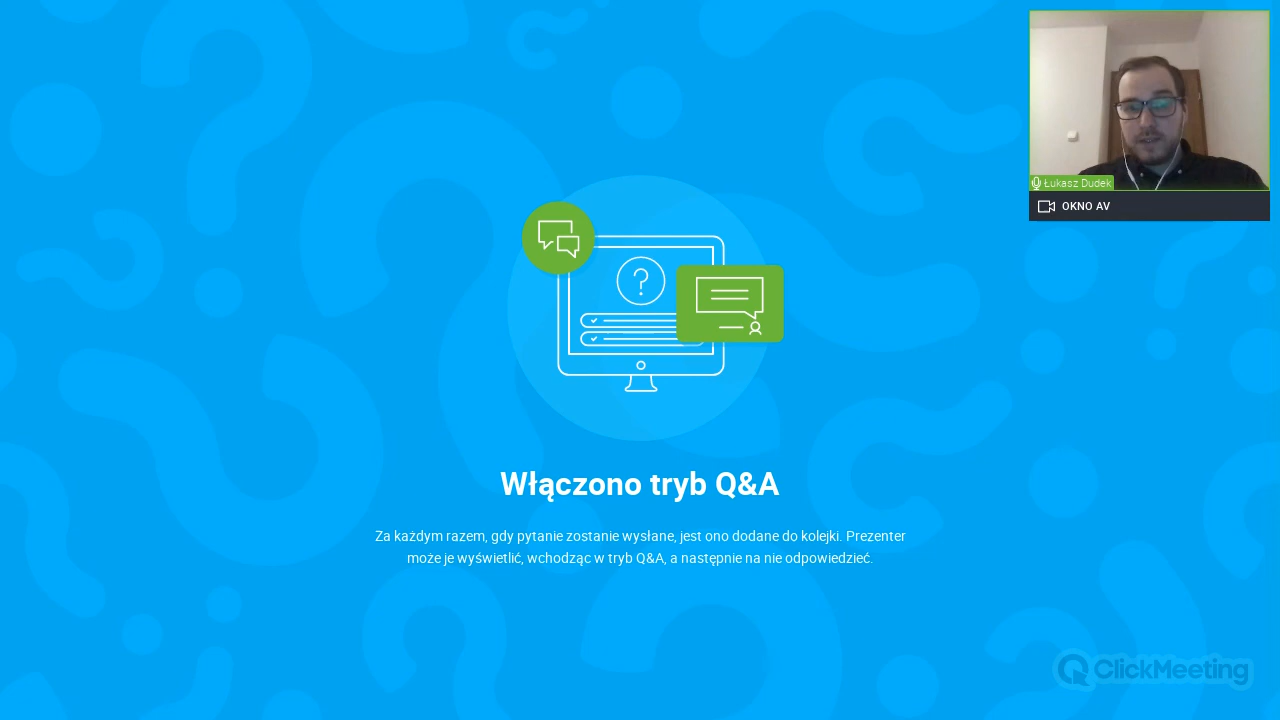 Łukasz Dudek
OKNO AV
Włączono tryb Q&A
Za każdym razem, gdy pytanie zostanie wysłane, jest ono dodane do kolejki. Prezenter
może je wyświetlić, wchodząc w tryb Q&A, a następnie na nie odpowiedzieć.
ClickMeeting